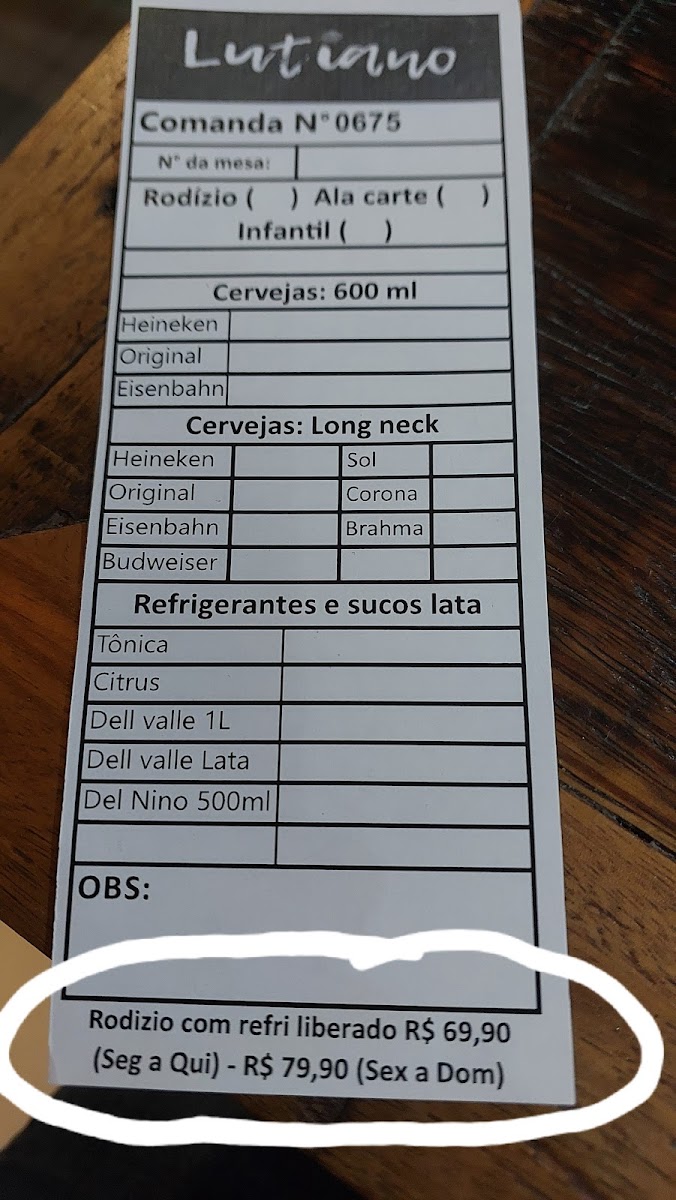 Lutiano
Comanda N°0675
N° da mesa:
Rodízio ( ) Ala carte ( )
Infantil ( )
Cervejas: 600 ml
Heineken
Original
Eisenbahn
Cervejas: Long neck
Heineken Sol
Original Corona
Eisenbahn Brahma
Budweiser
Refrigerantes e sucos lata
Tônica
Citrus
Dell valle 1L
Dell valle Lata
Del Nino 500ml
OBS:
Rodizio com refri liberado R$ 69,90
(Seg a Qui) - R$ 79,90 (Sex a Dom)